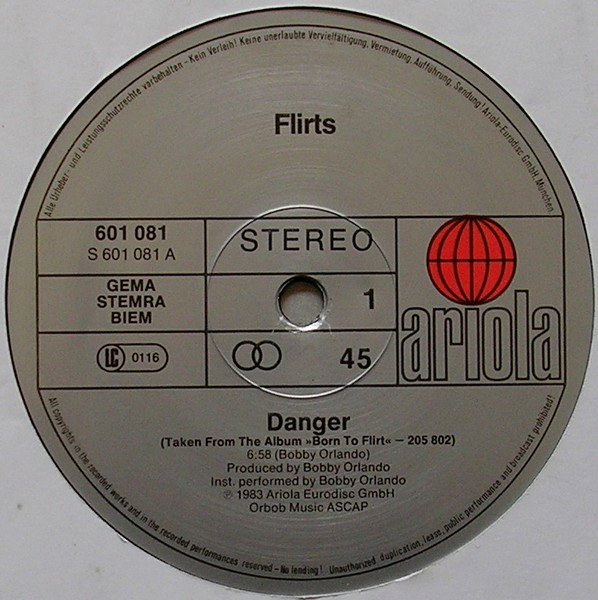 Alle Urheber- und Leistungsschutzrechte vorbehalten – Kein Verleih! Keine unerlaubte Vervielfältigung, Vermietung, Aufführung, Sendung! Ariola-Eurodisc GmbH, München.
Flirts
601 081
S 601 081 A
STEREO
GEMA
STEMRA
BIEM
1
LC 0116
45
ariola
Danger
(Taken From The Album »Born To Flirt« – 205 802)
6:58 (Bobby Orlando)
Produced by Bobby Orlando
Inst. performed by Bobby Orlando
℗ 1983 Ariola Eurodisc GmbH
Orbob Music ASCAP
All copyrights in the recorded works and in the recorded performances reserved – No lending! Unauthorized duplication, lease, public performance and broadcast prohibited!